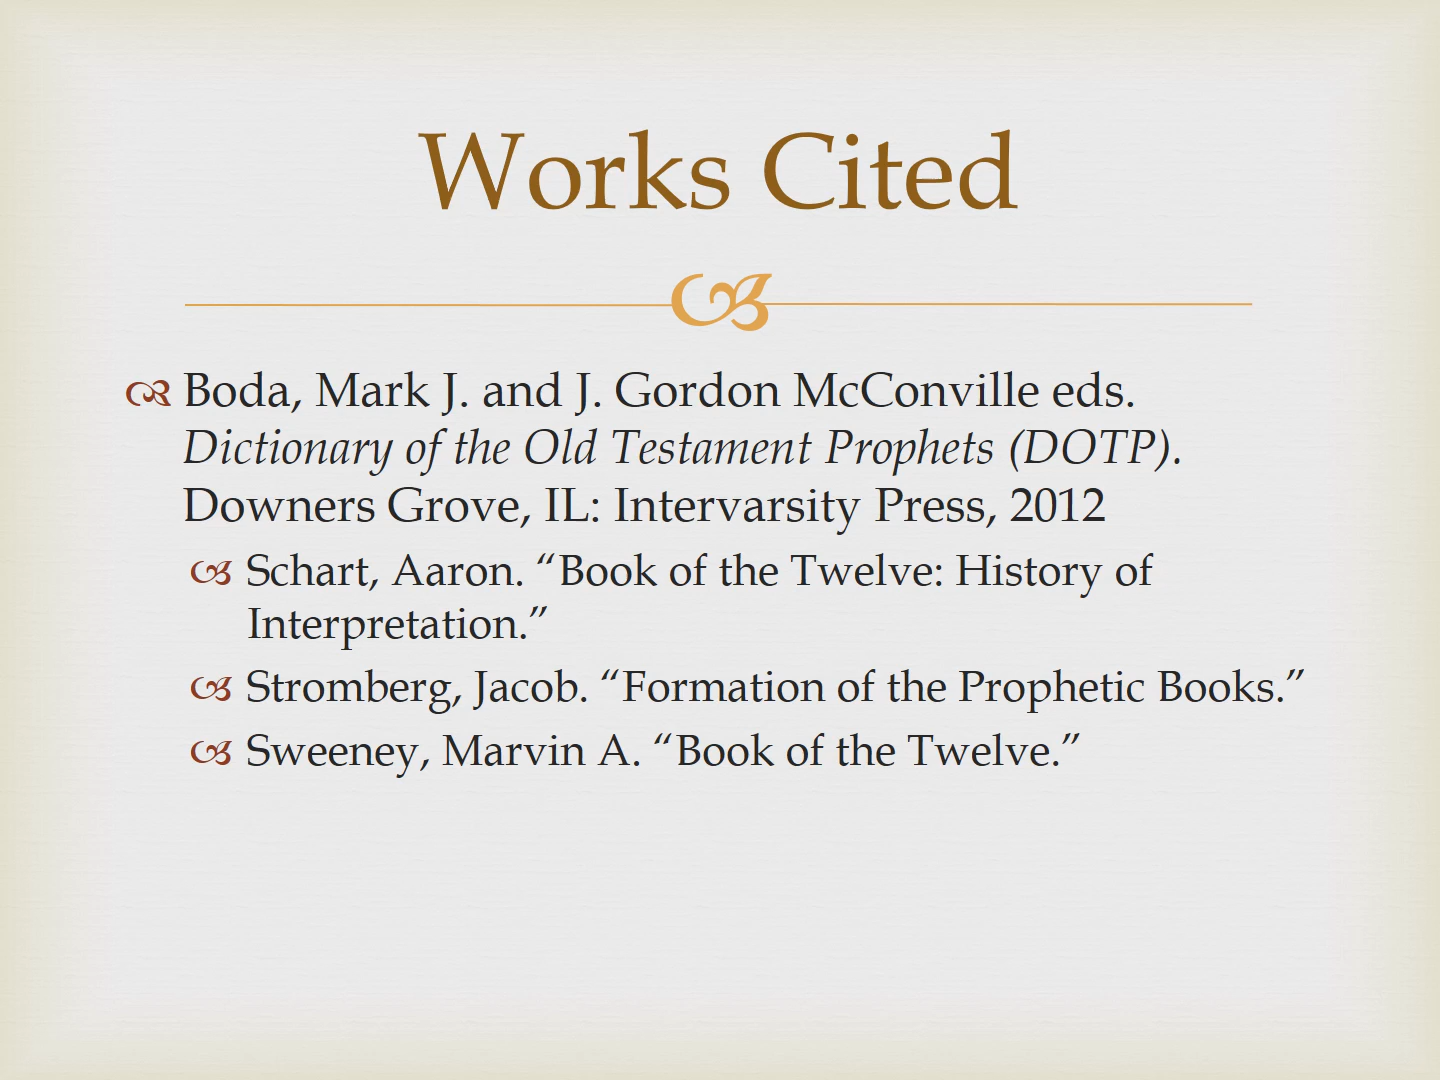 Works Cited
Boda, Mark J. and J. Gordon McConville eds.
Dictionary of the Old Testament Prophets (DOTP).
Downers Grove, IL: Intervarsity Press, 2012
Schart, Aaron. “Book of the Twelve: History of
Interpretation.”
Stromberg, Jacob. “Formation of the Prophetic Books.”
Sweeney, Marvin A. “Book of the Twelve.”